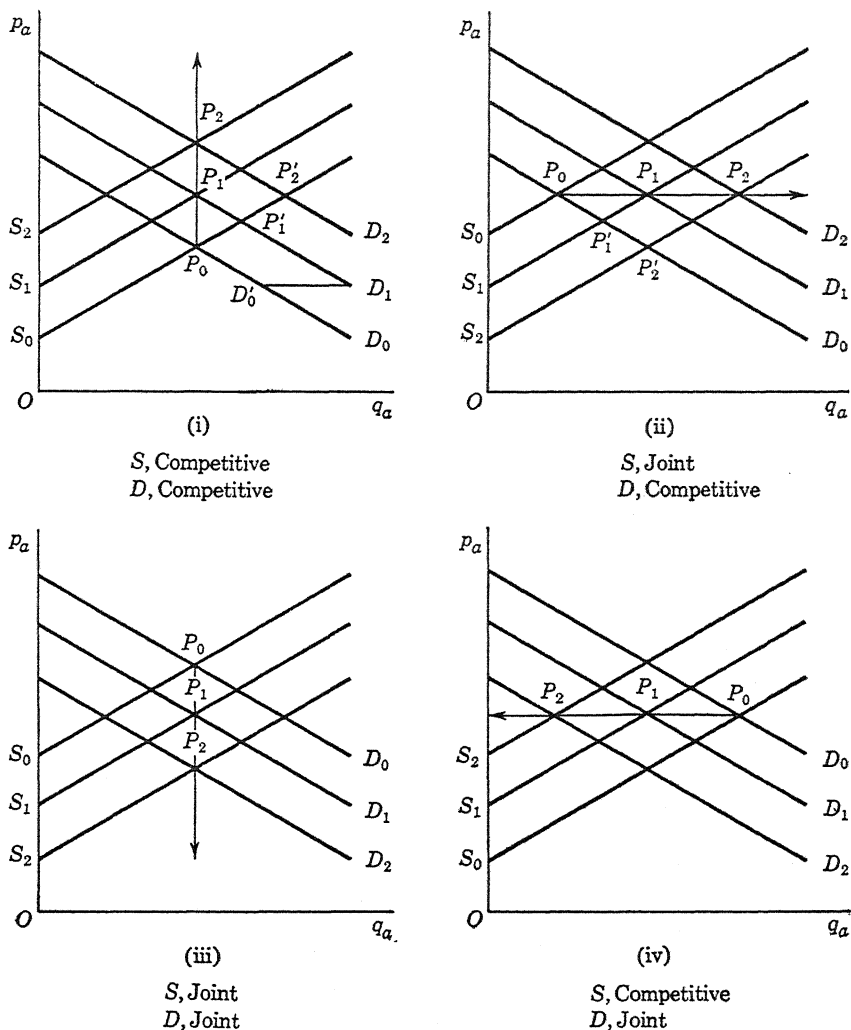 p_a
P_2
P'_2
P_1
P'_1
S_2
D_2
P_0
S_1
D'_0
D_1
S_0
D_0
O
q_a
(i)
S, Competitive
D, Competitive
p_a
P_0
P_1
P_2
S_0
D_2
P'_1
P'_2
S_1
D_1
S_2
D_0
O
q_a
(ii)
S, Joint
D, Competitive
p_a
P_0
P_1
P_2
S_0
D_0
S_1
D_1
S_2
D_2
O
q_a.
(iii)
S, Joint
D, Joint
p_a
P_2
P_1
P_0
S_2
D_0
S_1
D_1
S_0
D_2
O
q_a
(iv)
S, Competitive
D, Joint